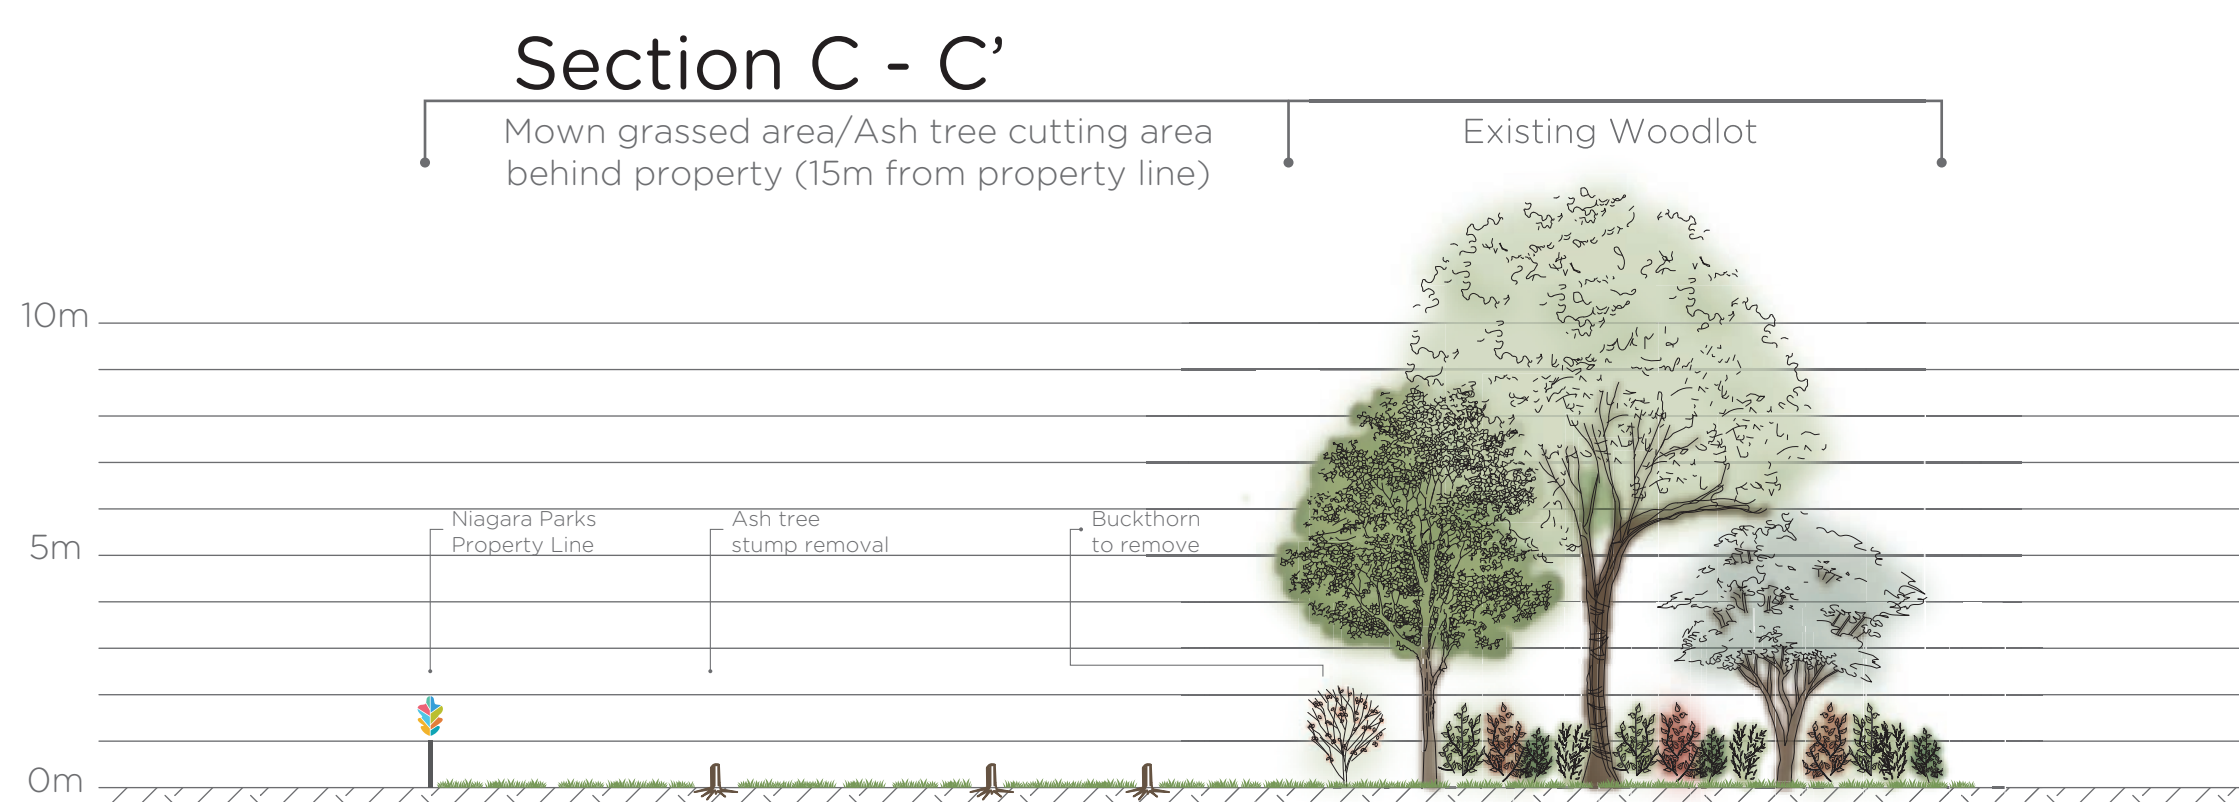 Section C - C’
Mown grassed area/Ash tree cutting area
behind property (15m from property line)
Existing Woodlot
10m
Niagara Parks
Property Line
Ash tree
stump removal
Buckthorn
to remove
5m
0m